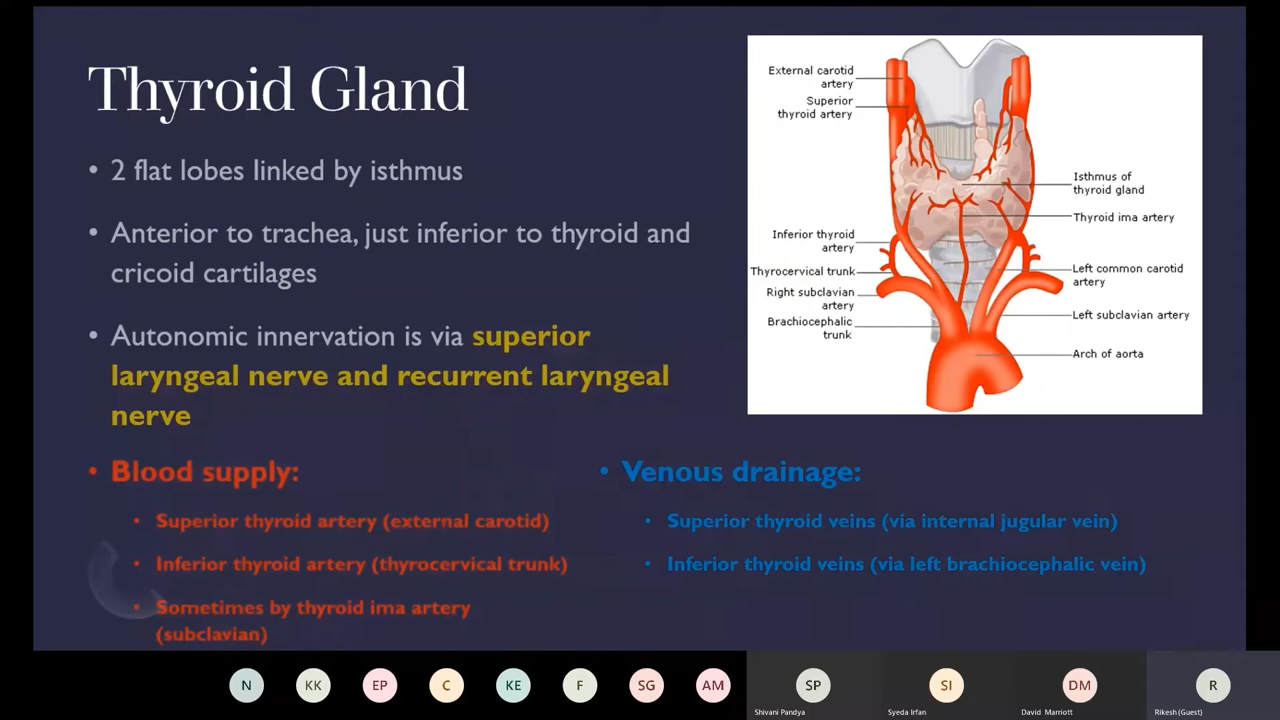 Thyroid Gland
• 2 flat lobes linked by isthmus
• Anterior to trachea, just inferior to thyroid and
cricoid cartilages
• Autonomic innervation is via superior
laryngeal nerve and recurrent laryngeal
nerve
• Blood supply:
• Superior thyroid artery (external carotid)
• Inferior thyroid artery (thyrocervical trunk)
• Sometimes by thyroid ima artery
(subclavian)
• Venous drainage:
• Superior thyroid veins (via internal jugular vein)
• Inferior thyroid veins (via left brachiocephalic vein)
External carotid
artery
Superior
thyroid artery
Inferior thyroid
artery
Thyrocervical trunk
Right subclavian
artery
Brachiocephalic
trunk
Isthmus of
thyroid gland
Thyroid ima artery
Left common carotid
artery
Left subclavian artery
Arch of aorta
N
KK
EP
C
KE
F
SG
AM
SP
Shivani Pandya
SI
Syeda Irfan
DM
David Marriott
R
Rikesh (Guest)